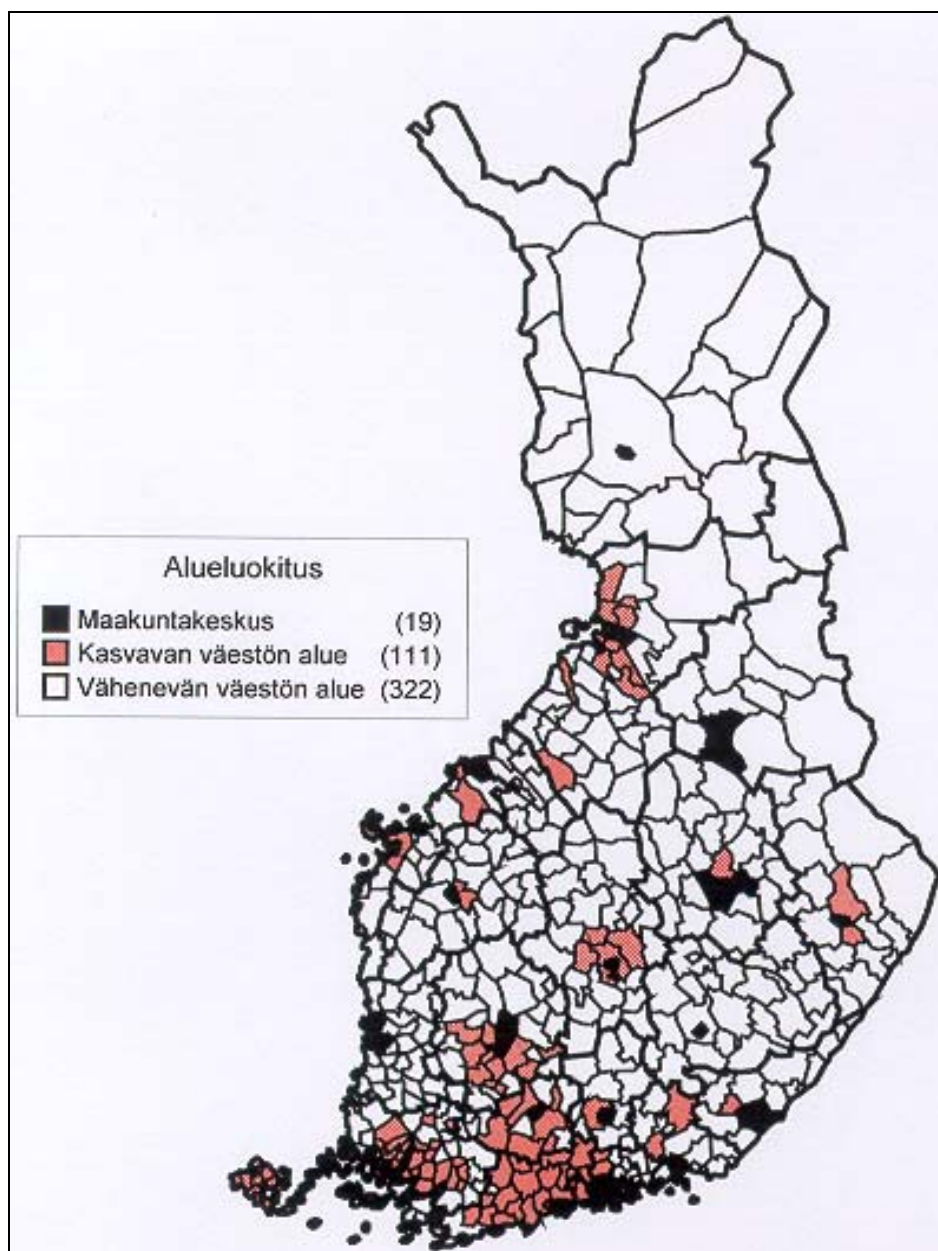 Alueluokitus
Maakuntakeskus (19)
Kasvavan väestön alue (111)
Vähenevän väestön alue (322)